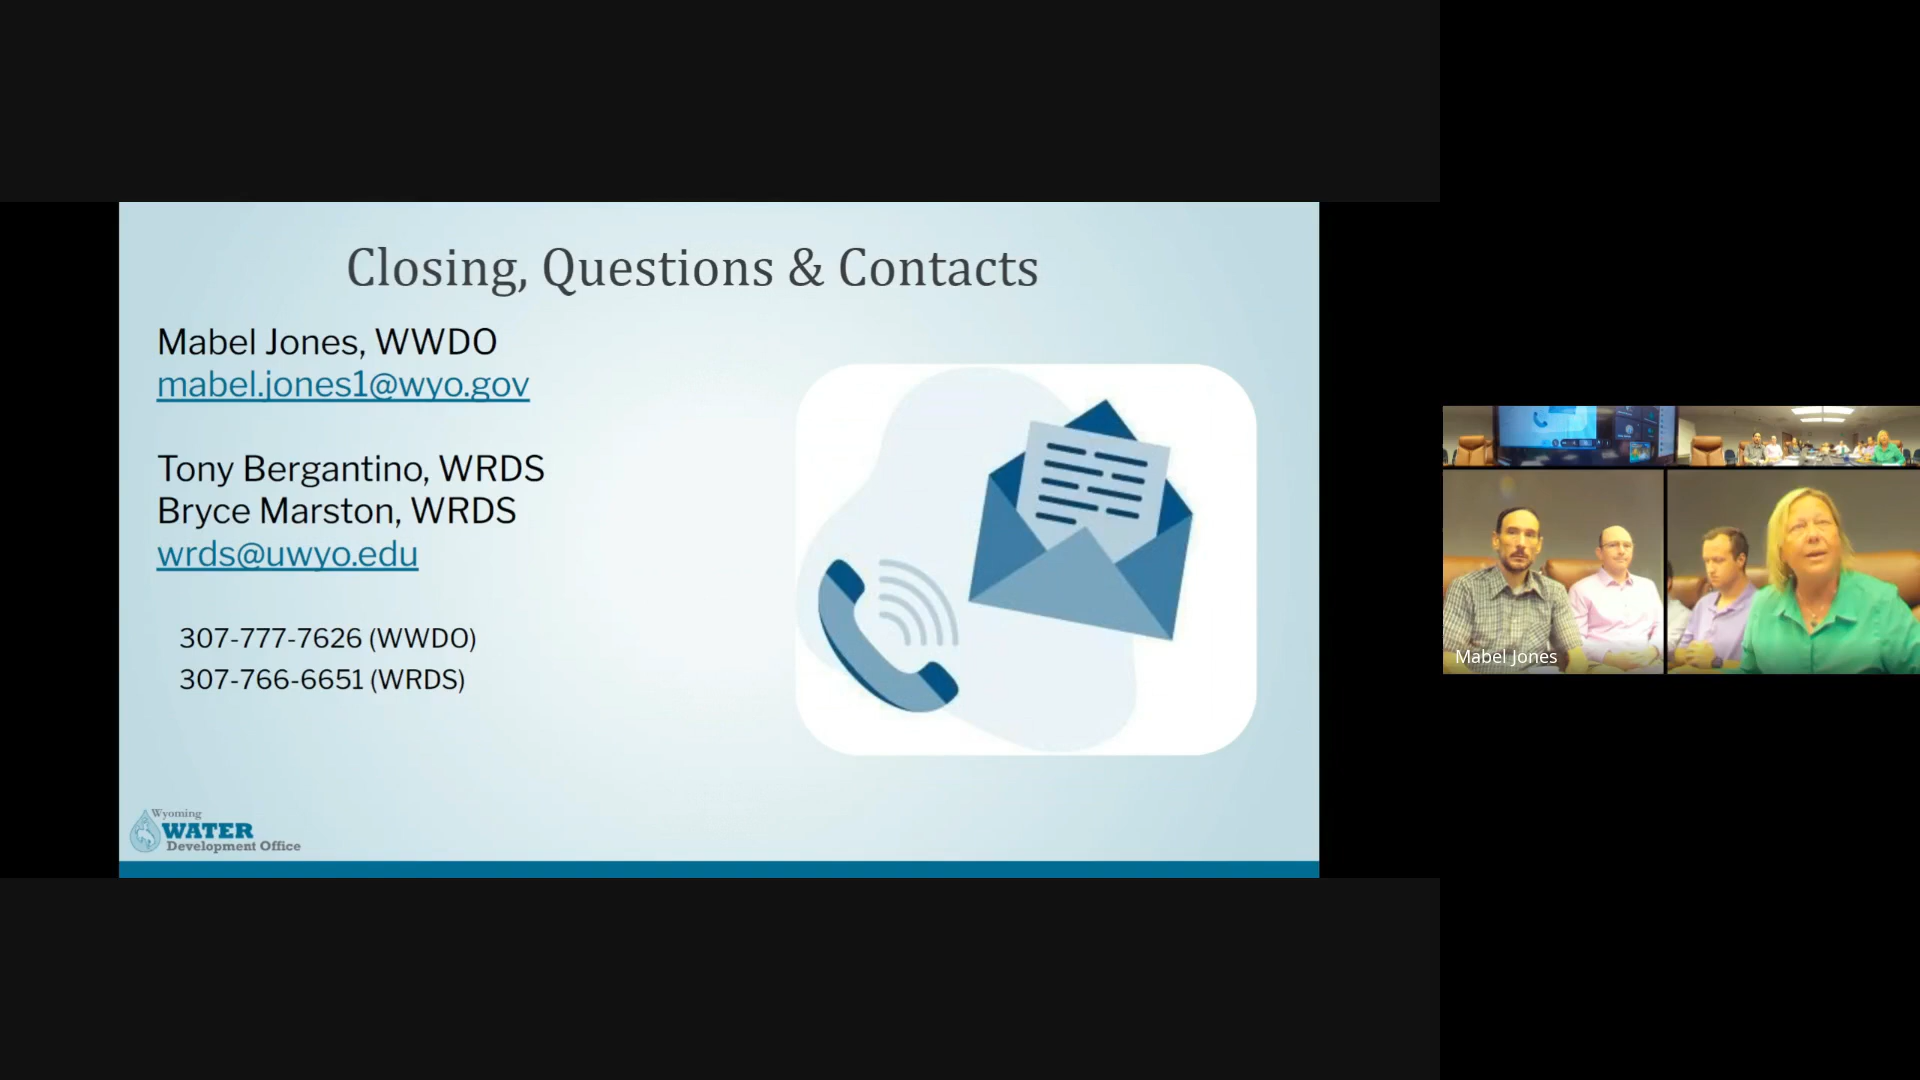 Closing, Questions & Contacts
Mabel Jones, WWDO
mabel.jones1@wyo.gov
Tony Bergantino, WRDS
Bryce Marston, WRDS
wrds@uwyo.edu
307-777-7626 (WWDO)
307-766-6651 (WRDS)
Wyoming
WATER
Development Office
Mabel Jones